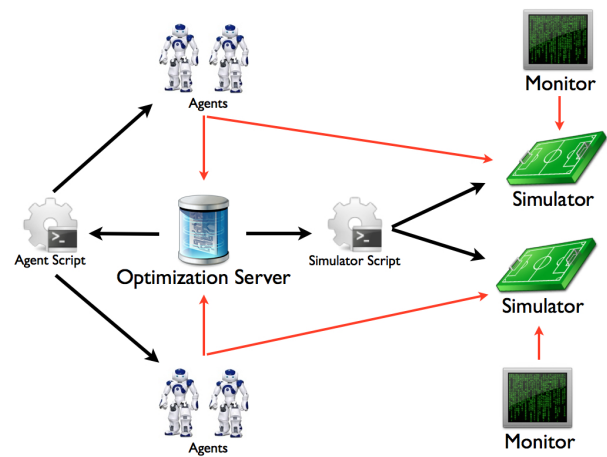 Agents
Monitor
Simulator
Agent Script
Optimization Server
Simulator Script
Simulator
Agents
Monitor